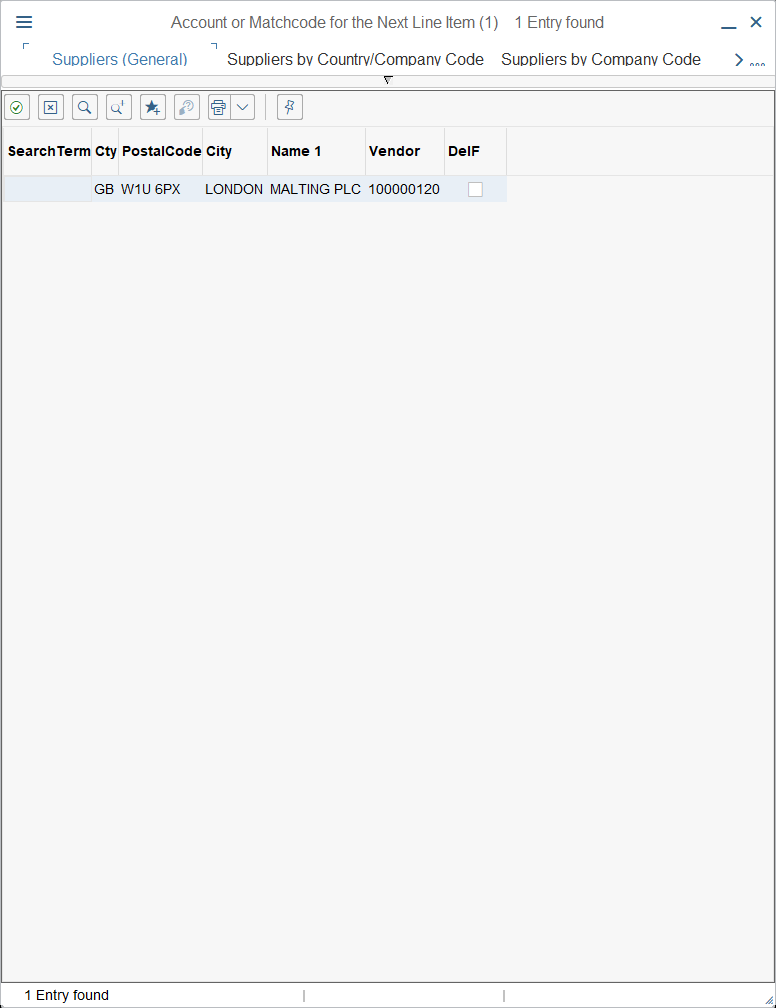 Account or Matchcode for the Next Line Item (1) 1 Entry found
Suppliers (General) Suppliers by Country/Company Code Suppliers by Company Code
SearchTerm Cty PostalCode City Name 1 Vendor DelF
GB W1U 6PX LONDON MALTING PLC 100000120
1 Entry found